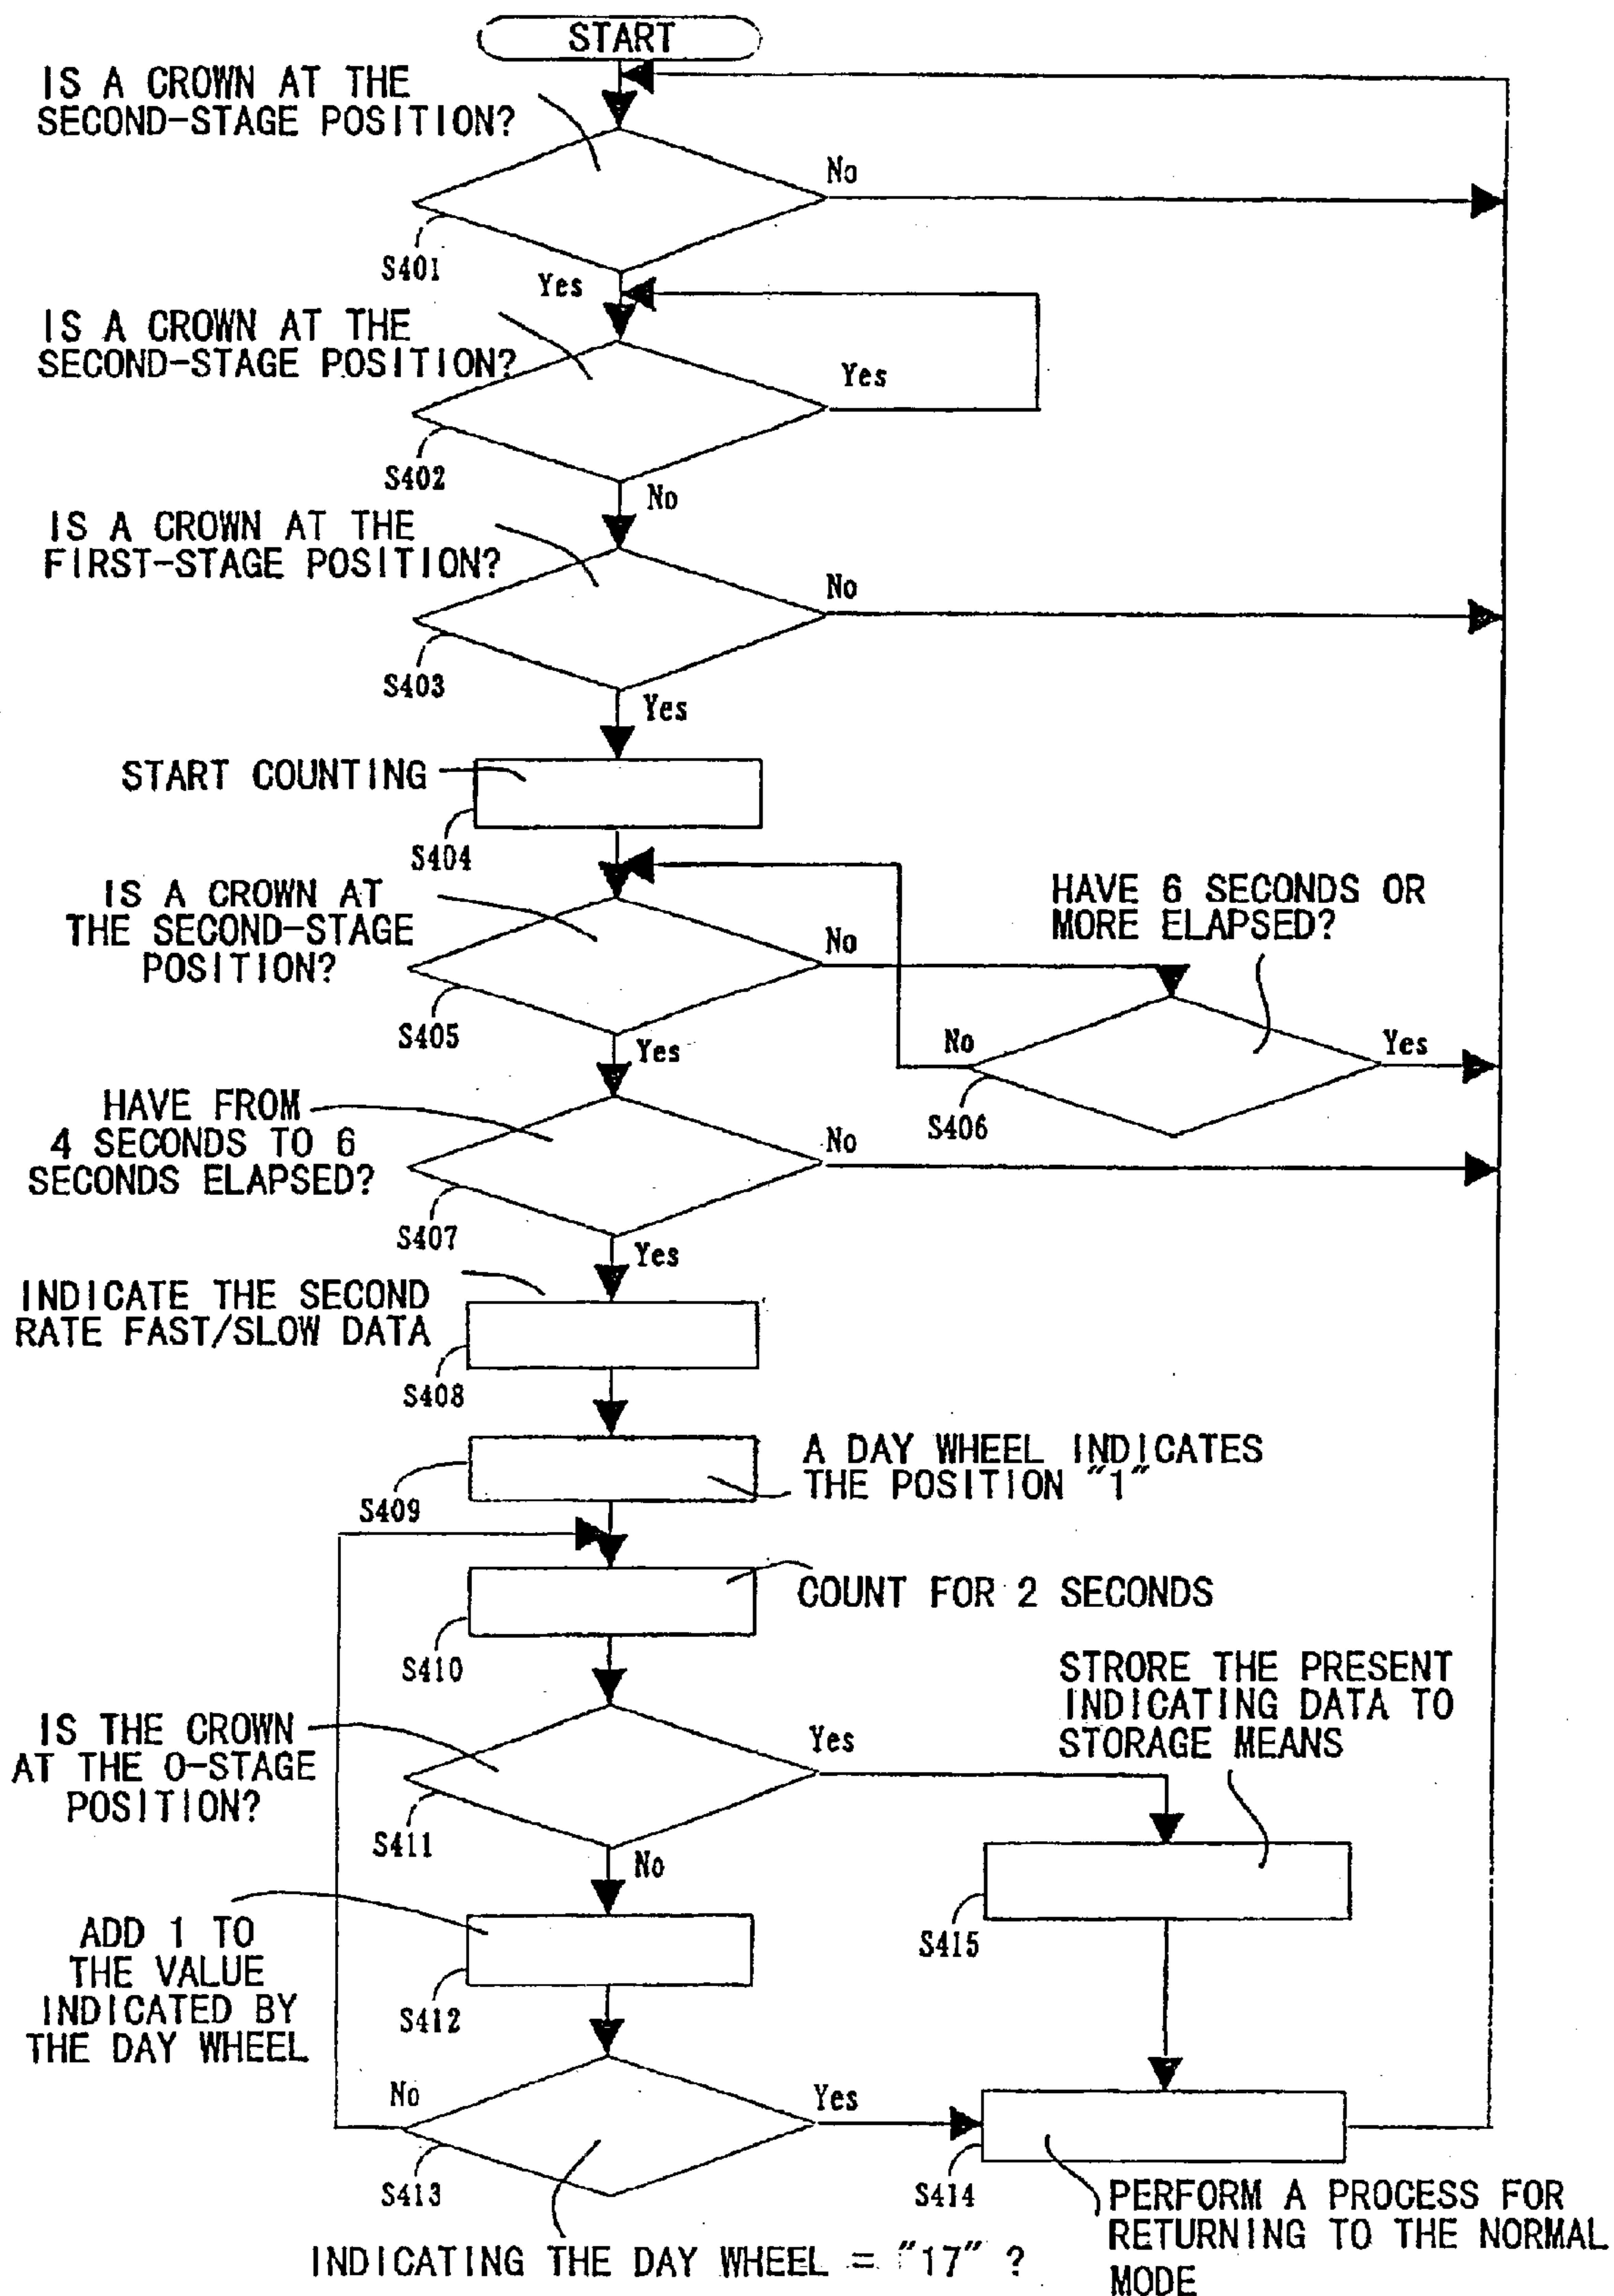 START
IS A CROWN AT THE
SECOND-STAGE POSITION?
No
S401
Yes
IS A CROWN AT THE
SECOND-STAGE POSITION?
Yes
S402
No
IS A CROWN AT THE
FIRST-STAGE POSITION?
No
S403
Yes
START COUNTING
S404
IS A CROWN AT
THE SECOND-STAGE
POSITION?
No
HAVE 6 SECONDS OR
MORE ELAPSED?
S405
Yes
No
Yes
S406
HAVE FROM
4 SECONDS TO 6
SECONDS ELAPSED?
No
S407
Yes
INDICATE THE SECOND
RATE FAST/SLOW DATA
S408
A DAY WHEEL INDICATES
THE POSITION "1"
S409
COUNT FOR 2 SECONDS
S410
STRORE THE PRESENT
INDICATING DATA TO
STORAGE MEANS
IS THE CROWN
AT THE 0-STAGE
POSITION?
Yes
S411
No
ADD 1 TO
THE VALUE
INDICATED BY
THE DAY WHEEL
S412
S415
No
Yes
S413
S414
INDICATING THE DAY WHEEL = "17" ?
PERFORM A PROCESS FOR
RETURNING TO THE NORMAL
MODE